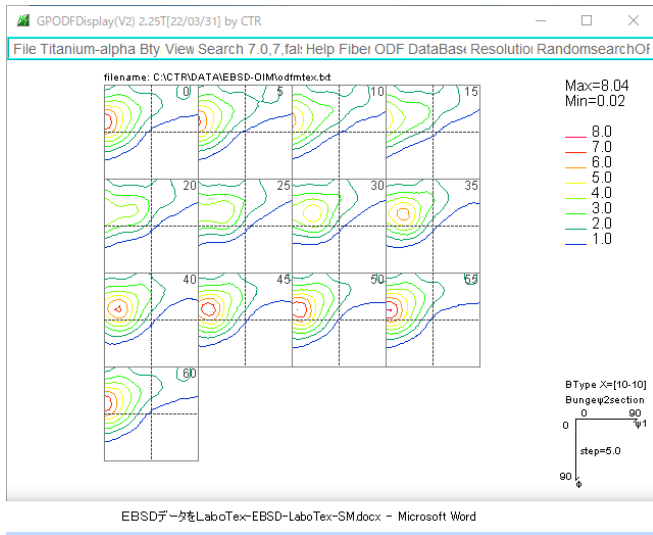 GPODFDisplay(V2) 2.25T[22/03/31] by CTR
File Titanium-alpha Bty View Search 7.0,7,fals Help Fiber ODF DataBase Resolution RandomsearchOF
filename: C:\CTR\DATA\EBSD-OIM\odfmtex.txt
0 5 10 15
20 25 30 35
40 45 50 55
60
Max=8.04
Min=0.02
8.0
7.0
6.0
5.0
4.0
3.0
2.0
1.0
BType X=[10-10]
Bungeψ2section
0 90
0 ψ1
step=5.0
90 Φ
EBSDデータをLaboTex-EBSD-LaboTex-SM.docx - Microsoft Word